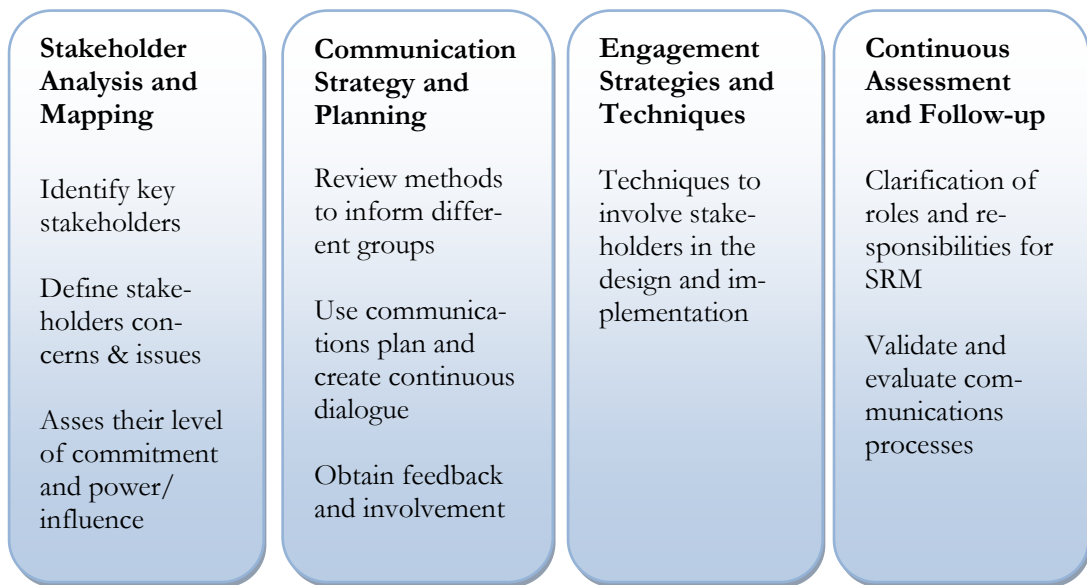 Stakeholder
Analysis and
Mapping
Identify key
stakeholders
Define stake-
holders con-
cerns & issues
Asses their level
of commitment
and power/
influence
Communication
Strategy and
Planning
Review methods
to inform differ-
ent groups
Use communica-
tions plan and
create continuous
dialogue
Obtain feedback
and involvement
Engagement
Strategies and
Techniques
Techniques to
involve stake-
holders in the
design and im-
plementation
Continuous
Assessment
and Follow-up
Clarification of
roles and re-
sponsibilities for
SRM
Validate and
evaluate com-
munications
processes